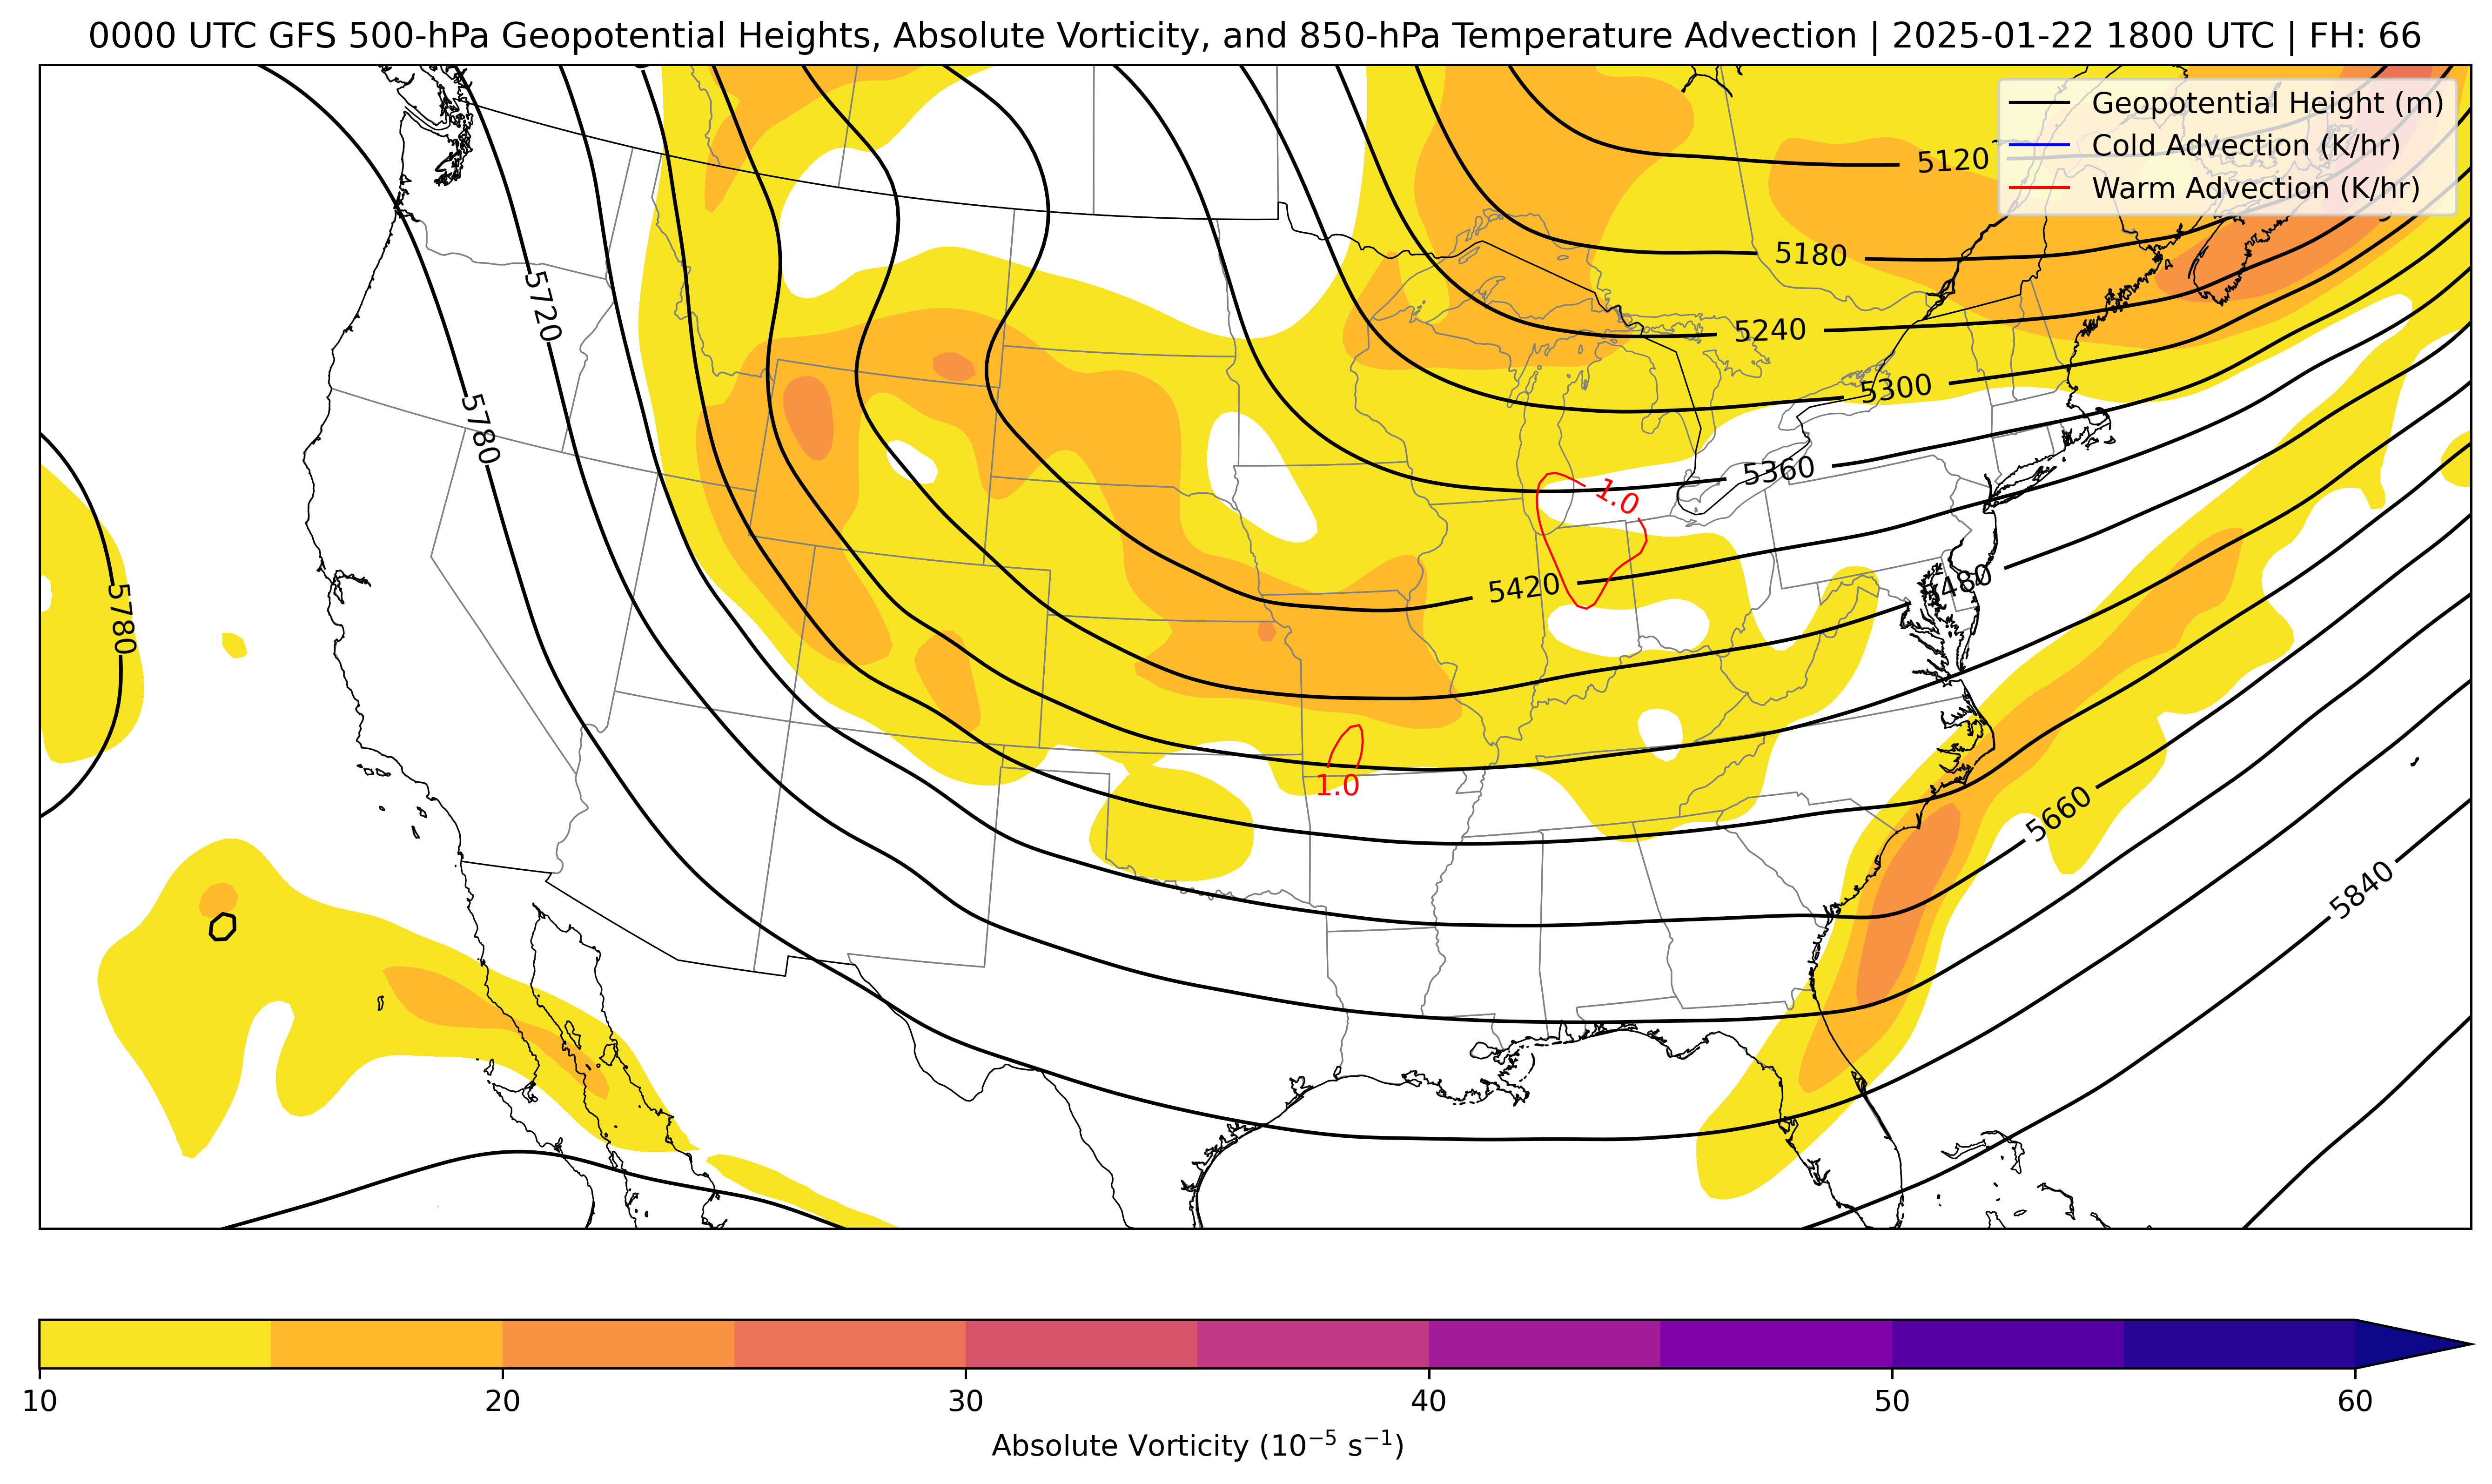 0000 UTC GFS 500-hPa Geopotential Heights, Absolute Vorticity, and 850-hPa Temperature Advection | 2025-01-22 1800 UTC | FH: 66
Geopotential Height (m)
Cold Advection (K/hr)
Warm Advection (K/hr)
5120
5180
5240
5300
5360
5420
5480
5720
5780
5780
5660
5840
1.0
1.0
10 20 30 40 50 60
Absolute Vorticity (10⁻⁵ s⁻¹)